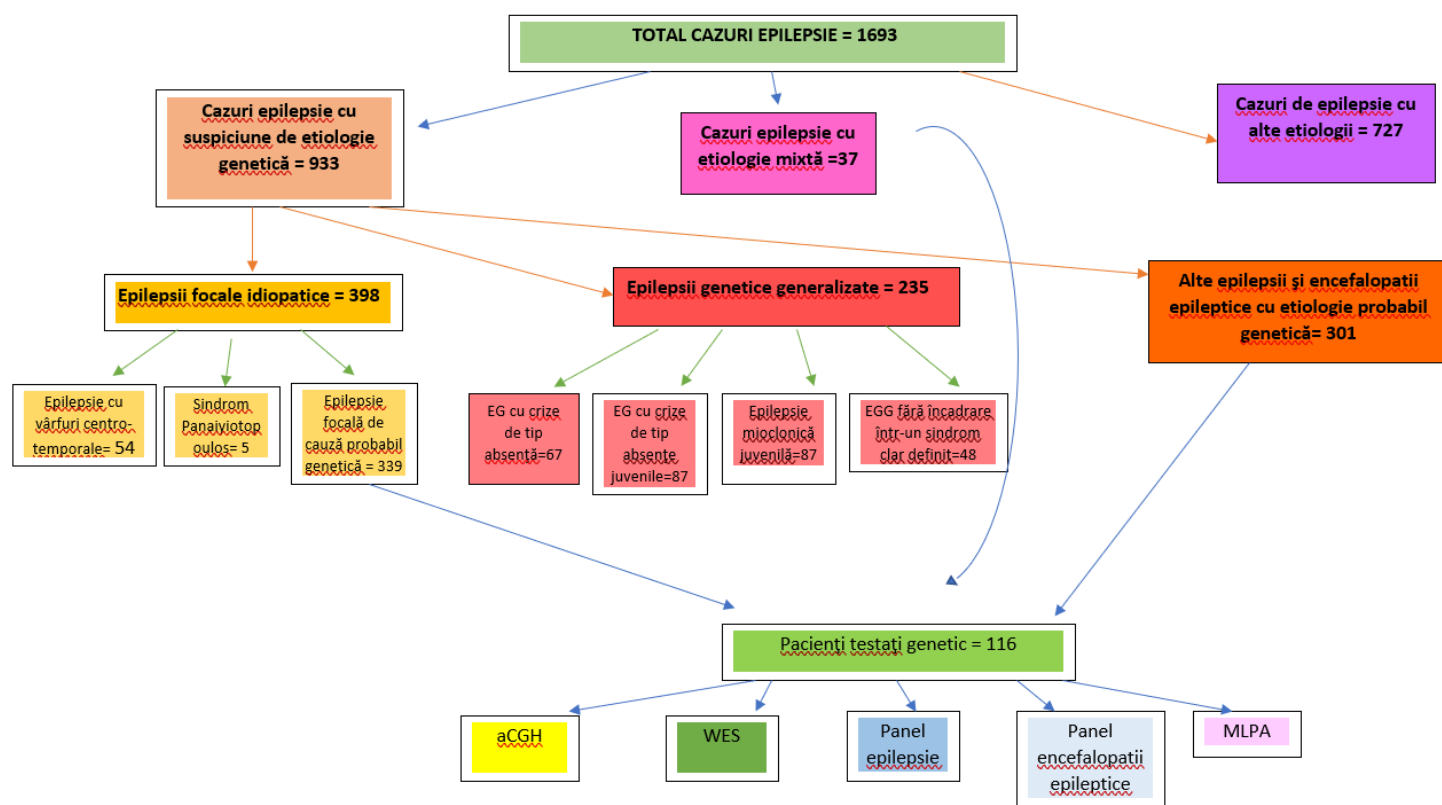 TOTAL CAZURI EPILEPSIE = 1693
Cazuri epilepsie cu
suspiciune de etiologie
genetică = 933
Cazuri epilepsie cu
etiologie mixtă =37
Cazuri de epilepsie cu
alte etiologii = 727
Epilepsii focale idiopatice = 398
Epilepsii genetice generalizate = 235
Alte epilepsii şi encefalopatii
epileptice cu etiologie probabil
genetică= 301
Epilepsie cu
vârfuri centro-
temporale= 54
Sindrom
Panaiyiotop
oulos= 5
Epilepsie
focală de
cauză probabil
genetică = 339
EG cu crize
de tip
absenţă=67
EG cu crize
de tip
absenţe
juvenile=87
Epilepsie
mioclonică
juvenilă=87
EGG fără încadrare
într-un sindrom
clar definit=48
Pacienţi testaţi genetic = 116
aCGH
WES
Panel
epilepsie
Panel
encefalopatii
epileptice
MLPA